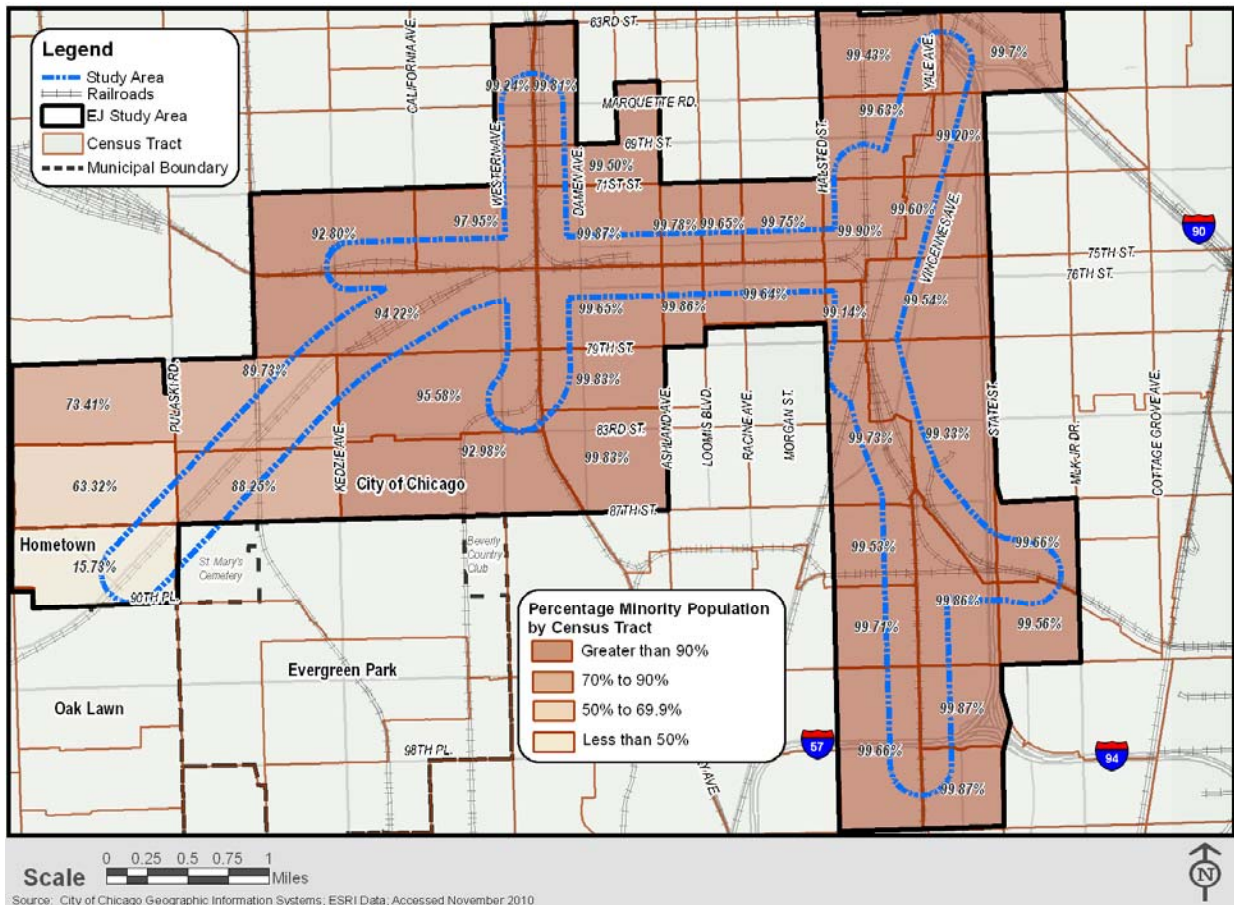 63RD ST.
Legend
Study Area
Railroads
EJ Study Area
Census Tract
Municipal Boundary
CALIFORNIA AVE.
WESTERN AVE.
DAMEN AVE.
MARQUETTE RD.
69TH ST.
71ST ST.
HALSTED ST.
YALE AVE.
VINCENNES AVE.
99.43%
99.7%
99.24%
99.81%
99.63%
99.20%
99.50%
99.60%
92.80%
97.95%
99.87%
99.78%
99.65%
99.75%
99.90%
90
75TH ST.
76TH ST.
94.22%
99.65%
99.86%
99.64%
99.14%
99.54%
79TH ST.
PULASKI RD.
89.73%
73.41%
95.58%
99.83%
KEDZIE AVE.
ASHLAND AVE.
LOOMIS BLVD.
RACINE AVE.
MORGAN ST.
STATE ST.
MLK JR DR.
COTTAGE GROVE AVE.
83RD ST.
99.73%
99.33%
92.98%
99.83%
63.32%
88.25%
City of Chicago
87TH ST.
Hometown
15.73%
St Mary's
Cemetery
Beverly
Country
Club
90TH PL.
99.53%
99.66%
99.86%
99.56%
99.71%
Percentage Minority Population
by Census Tract
Greater than 90%
70% to 90%
50% to 69.9%
Less than 50%
Evergreen Park
Oak Lawn
98TH PL.
Y AVE.
99.87%
57
99.66%
94
99.87%
Scale
0 0.25 0.5 0.75 1
Miles
N
Source: City of Chicago Geographic Information Systems; ESRI Data; Accessed November 2010